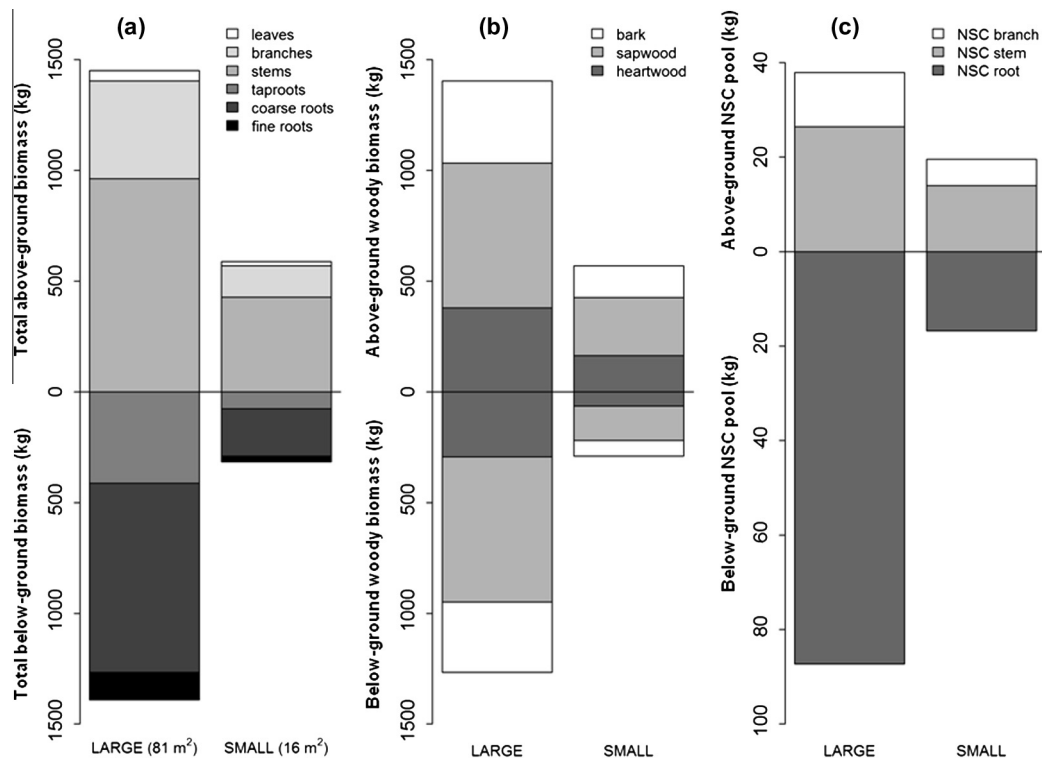 (a)
leaves
branches
stems
taproots
coarse roots
fine roots
Total above-ground biomass (kg)
Total below-ground biomass (kg)
1500
1000
500
0
500
1000
1500
LARGE (81 m²)
SMALL (16 m²)
(b)
bark
sapwood
heartwood
Above-ground woody biomass (kg)
Below-ground woody biomass (kg)
1500
1000
500
0
500
1000
1500
LARGE
SMALL
(c)
NSC branch
NSC stem
NSC root
Above-ground NSC pool (kg)
Below-ground NSC pool (kg)
40
20
0
20
40
60
80
100
LARGE
SMALL